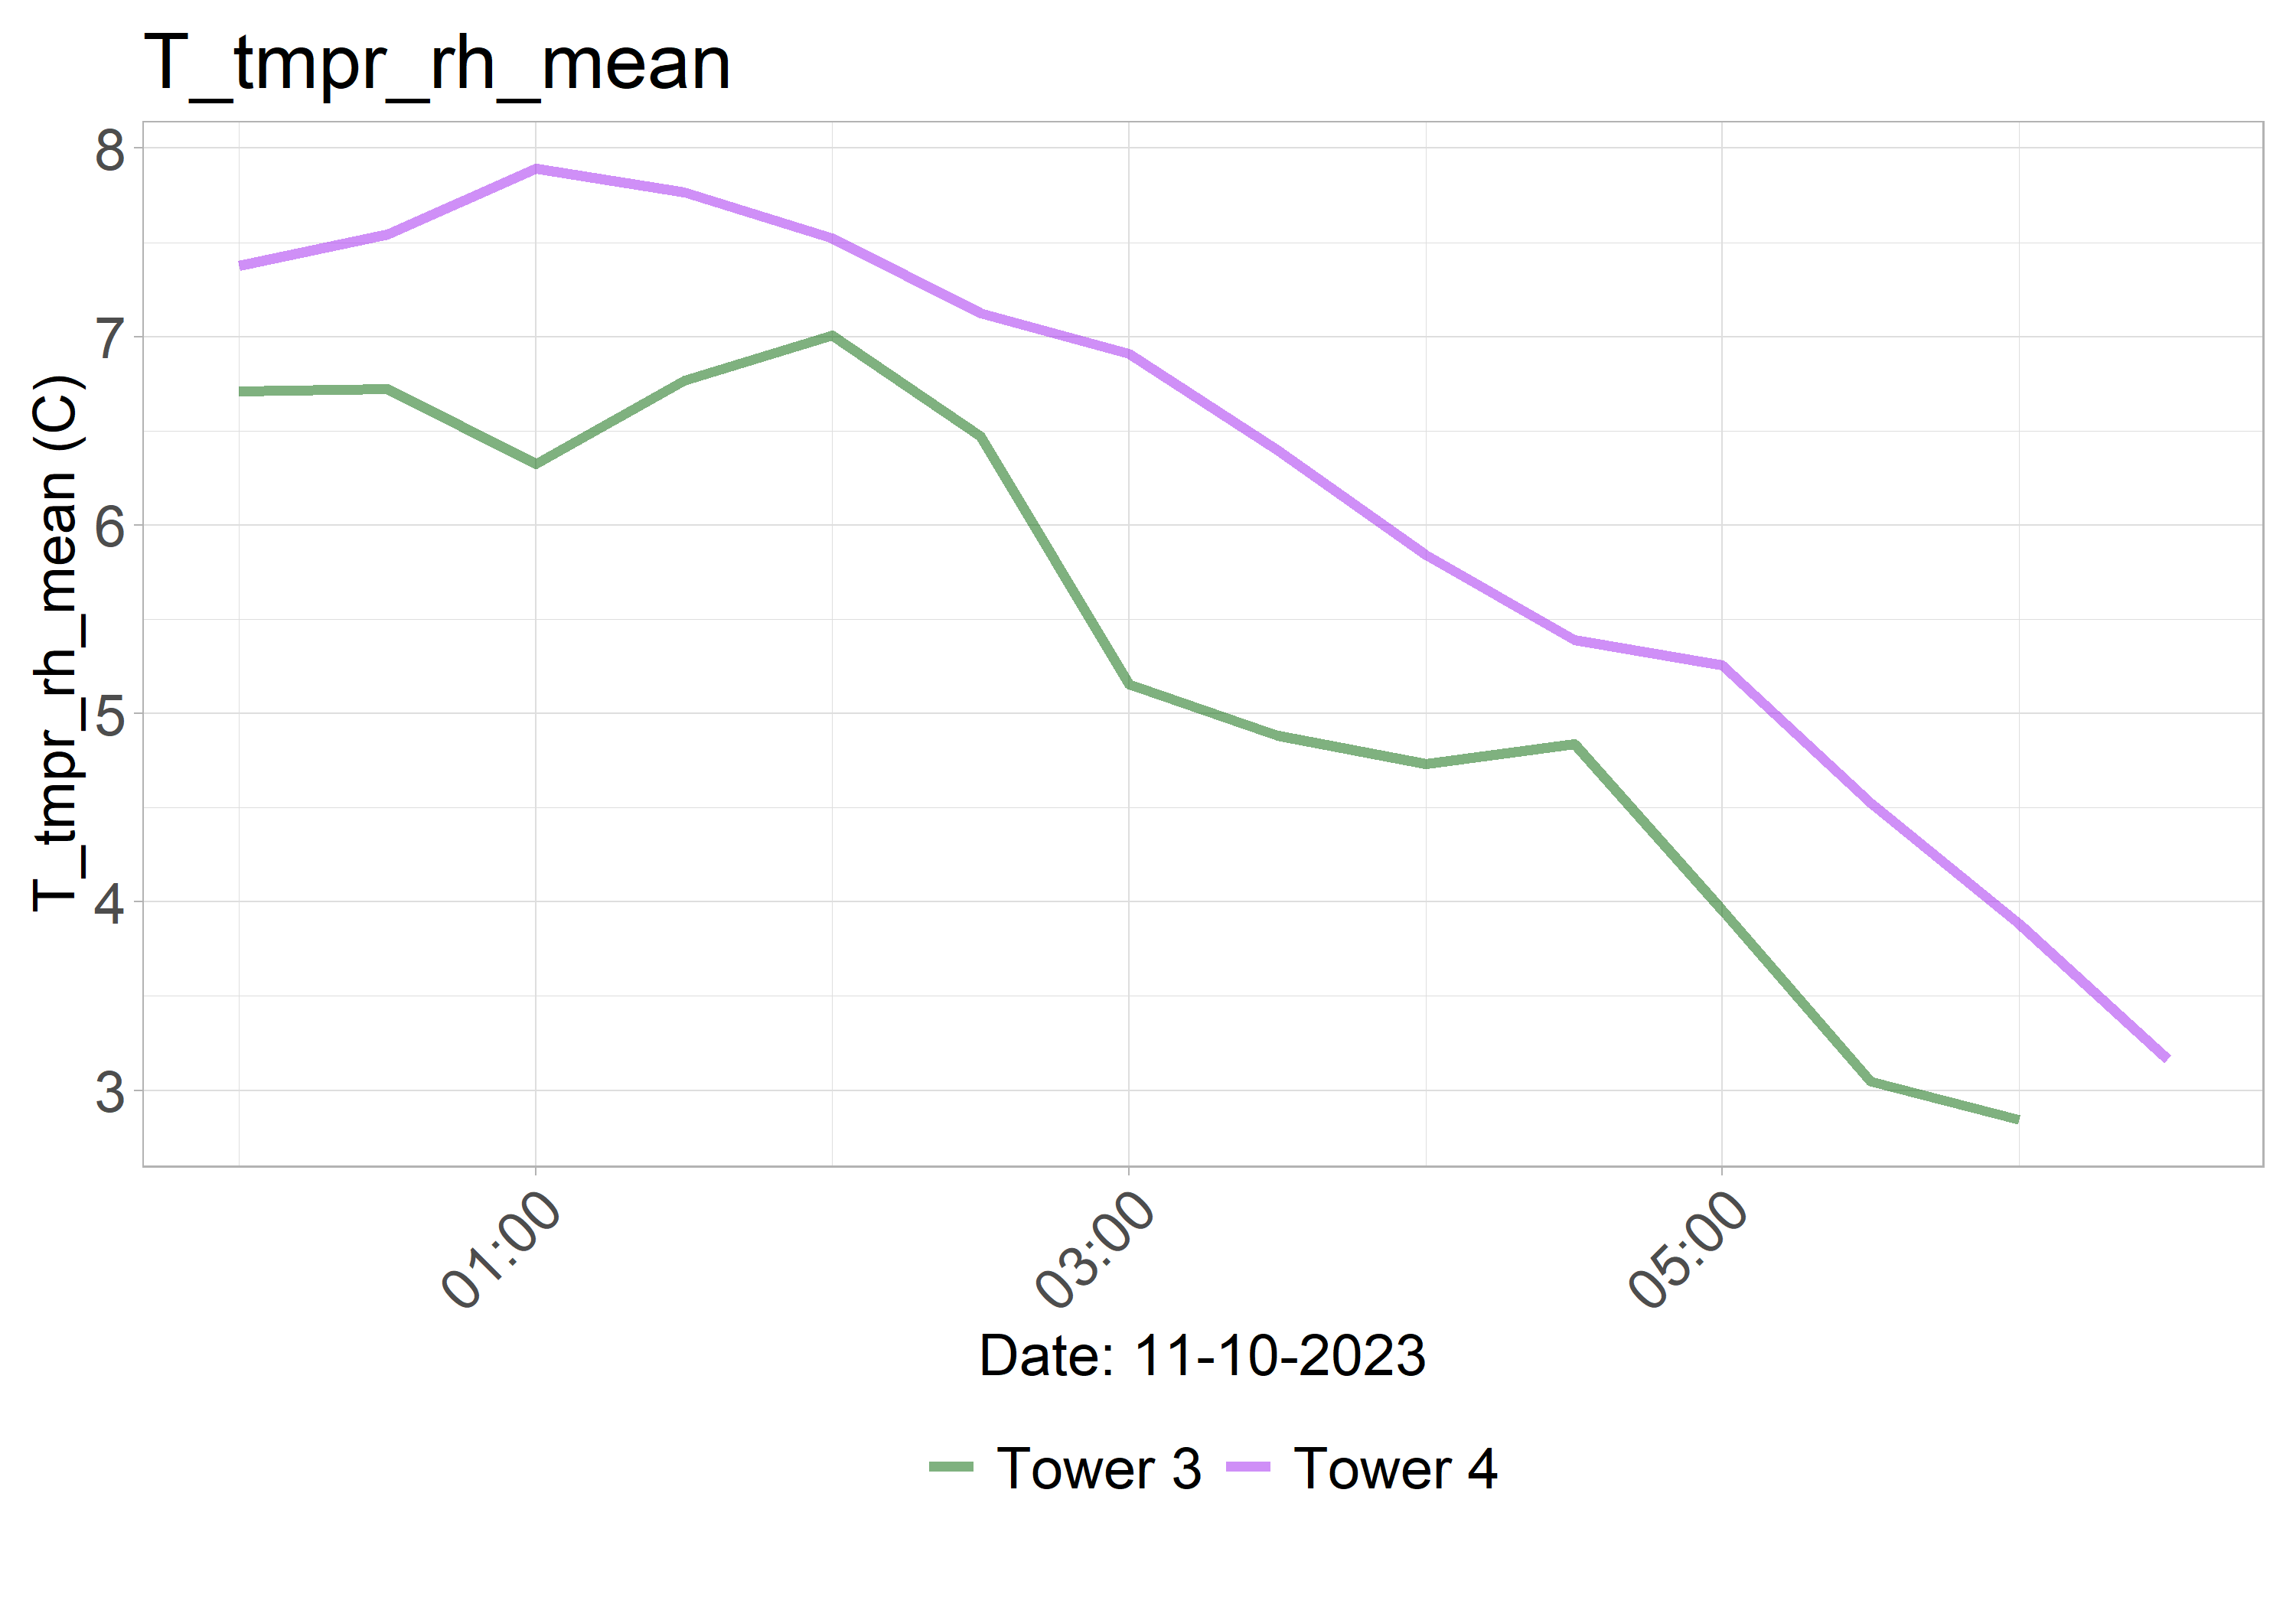 T_tmpr_rh_mean
T_tmpr_rh_mean (C)
8
7
6
5
4
3
01:00
03:00
05:00
Date: 11-10-2023
Tower 3
Tower 4